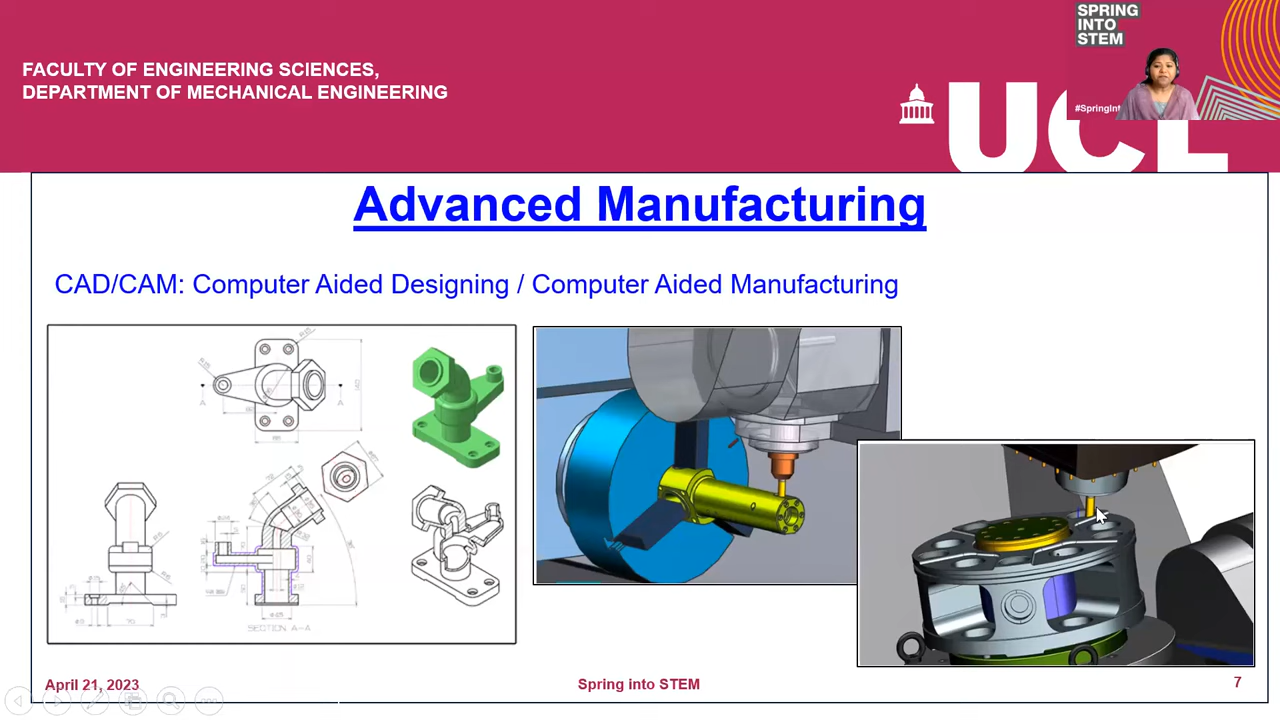 SPRING
INTO
STEM
FACULTY OF ENGINEERING SCIENCES,
DEPARTMENT OF MECHANICAL ENGINEERING
UCL
Advanced Manufacturing
CAD/CAM: Computer Aided Designing / Computer Aided Manufacturing
A
A
SECTION A-A
April 21, 2023
Spring into STEM
7